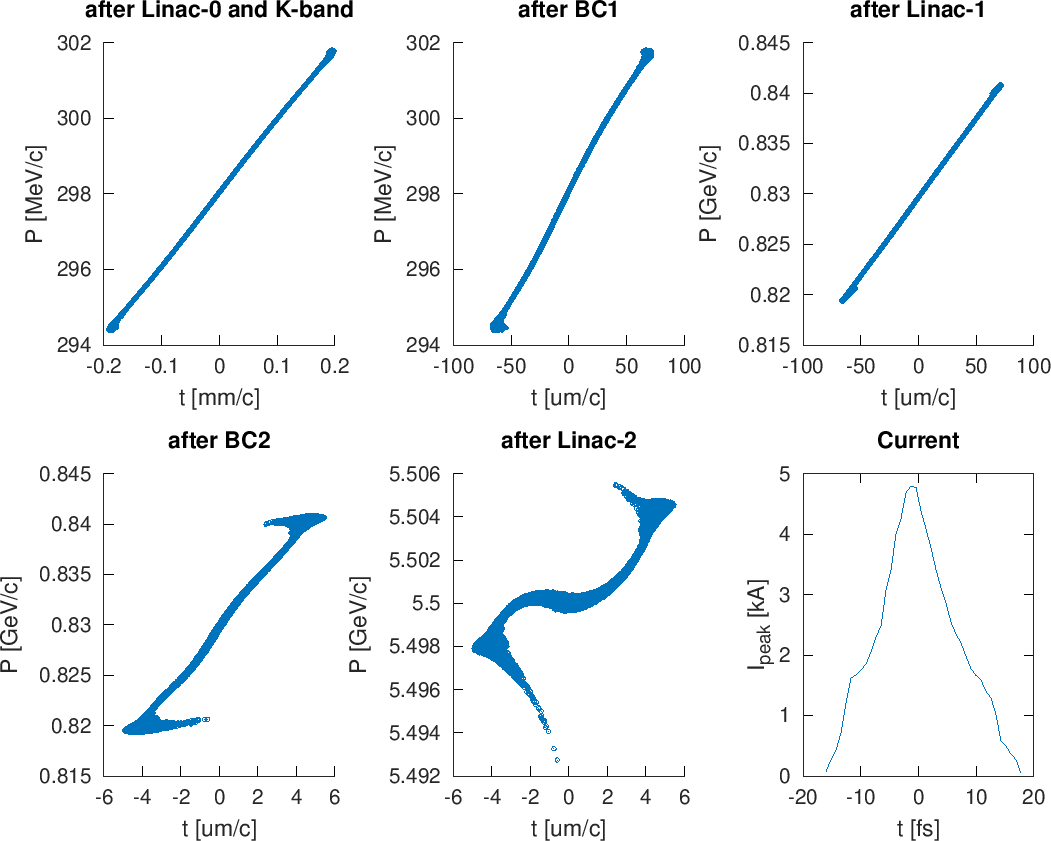 after Linac-0 and K-band
302
300
298
296
294
-0.2 -0.1 0 0.1 0.2
P [MeV/c]
t [mm/c]
after BC1
302
300
298
296
294
-100 -50 0 50 100
P [MeV/c]
t [um/c]
after Linac-1
0.845
0.84
0.835
0.83
0.825
0.82
0.815
-100 -50 0 50 100
P [GeV/c]
t [um/c]
after BC2
0.845
0.84
0.835
0.83
0.825
0.82
0.815
-6 -4 -2 0 2 4 6
P [GeV/c]
t [um/c]
after Linac-2
5.506
5.504
5.502
5.5
5.498
5.496
5.494
5.492
-6 -4 -2 0 2 4 6
P [GeV/c]
t [um/c]
Current
5
4
3
2
1
0
-20 -10 0 10 20
I_peak [kA]
t [fs]